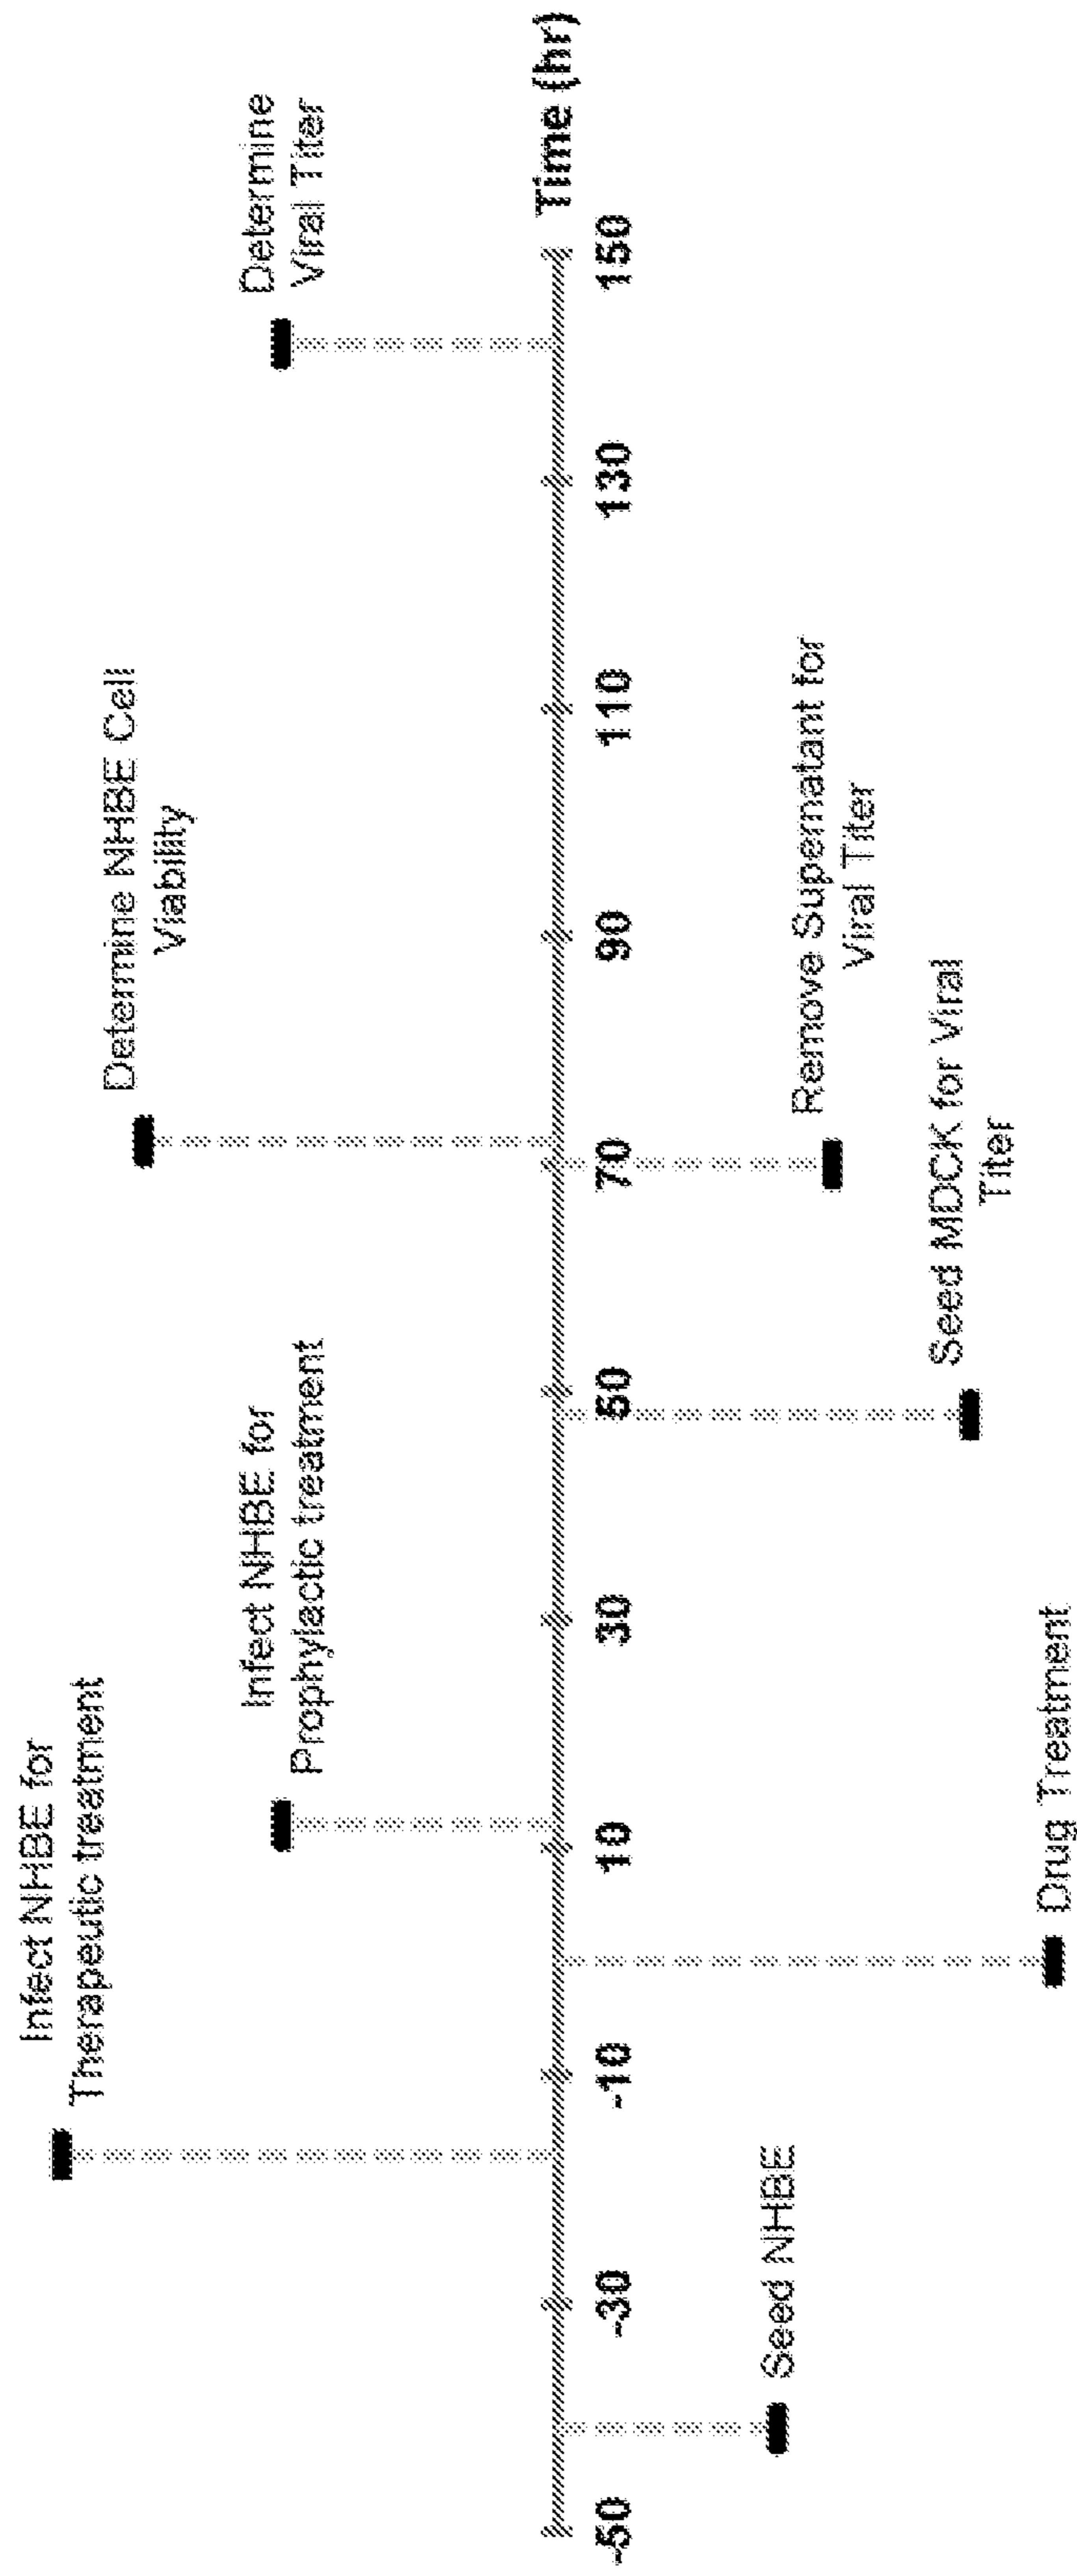 Infect NHBE for
Therapeutic treatment
Infect NHBE for
Prophylactic treatment
Determine NHBE Cell
Viability
Determine
Viral Titer
-50 -30 -10 10 30 50 70 90 110 130 150 Time (hr)
Seed NHBE
Drug Treatment
Seed MDCK for Viral
Titer
Remove Supernatant for
Viral Titer